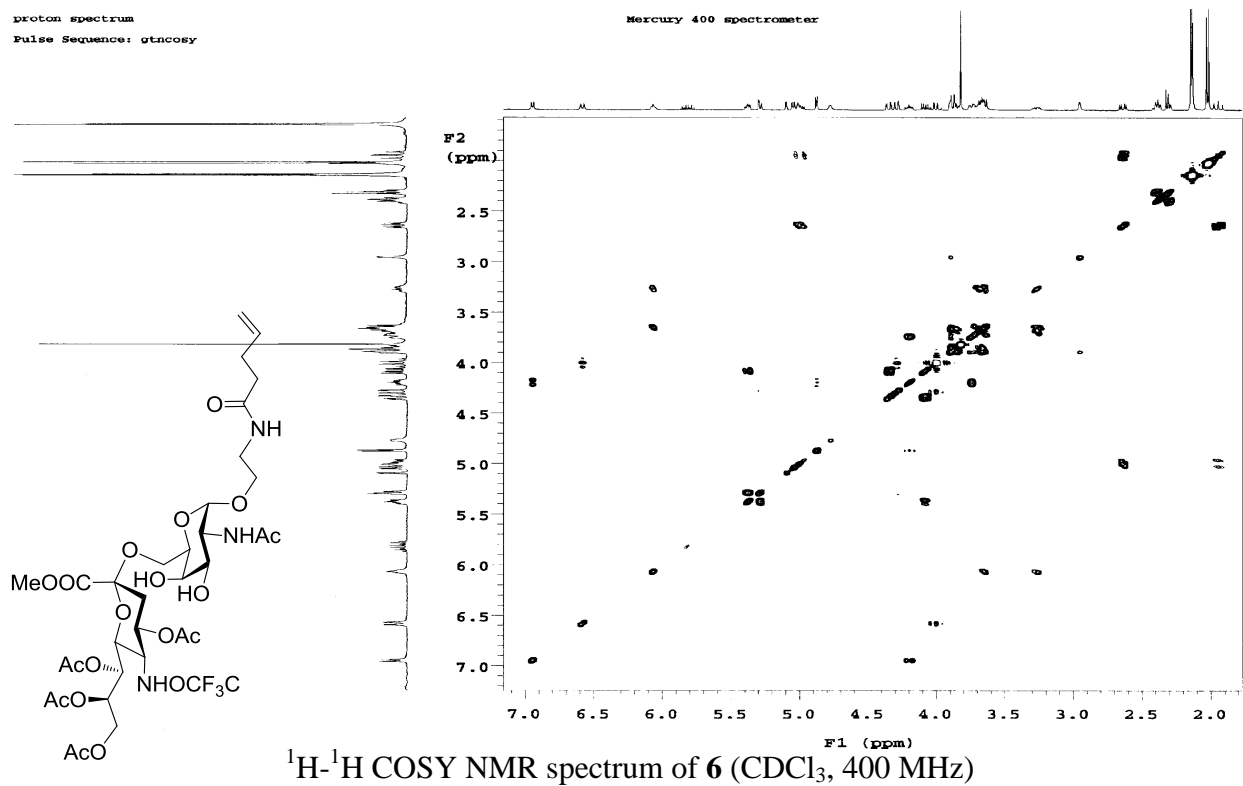 proton spectrum
Pulse Sequence: gtncosy
Mercury 400 spectrometer
F2
(ppm)
2.5
3.0
3.5
4.0
4.5
5.0
5.5
6.0
6.5
7.0
7.0 6.5 6.0 5.5 5.0 4.5 4.0 3.5 3.0 2.5 2.0
F1 (ppm)
O
NH
O
O
NHAc
O
MeOOC
HO
HO
O
OAc
AcO
NHOCF₃C
AcO
AcO
¹H-¹H COSY NMR spectrum of 6 (CDCl₃, 400 MHz)